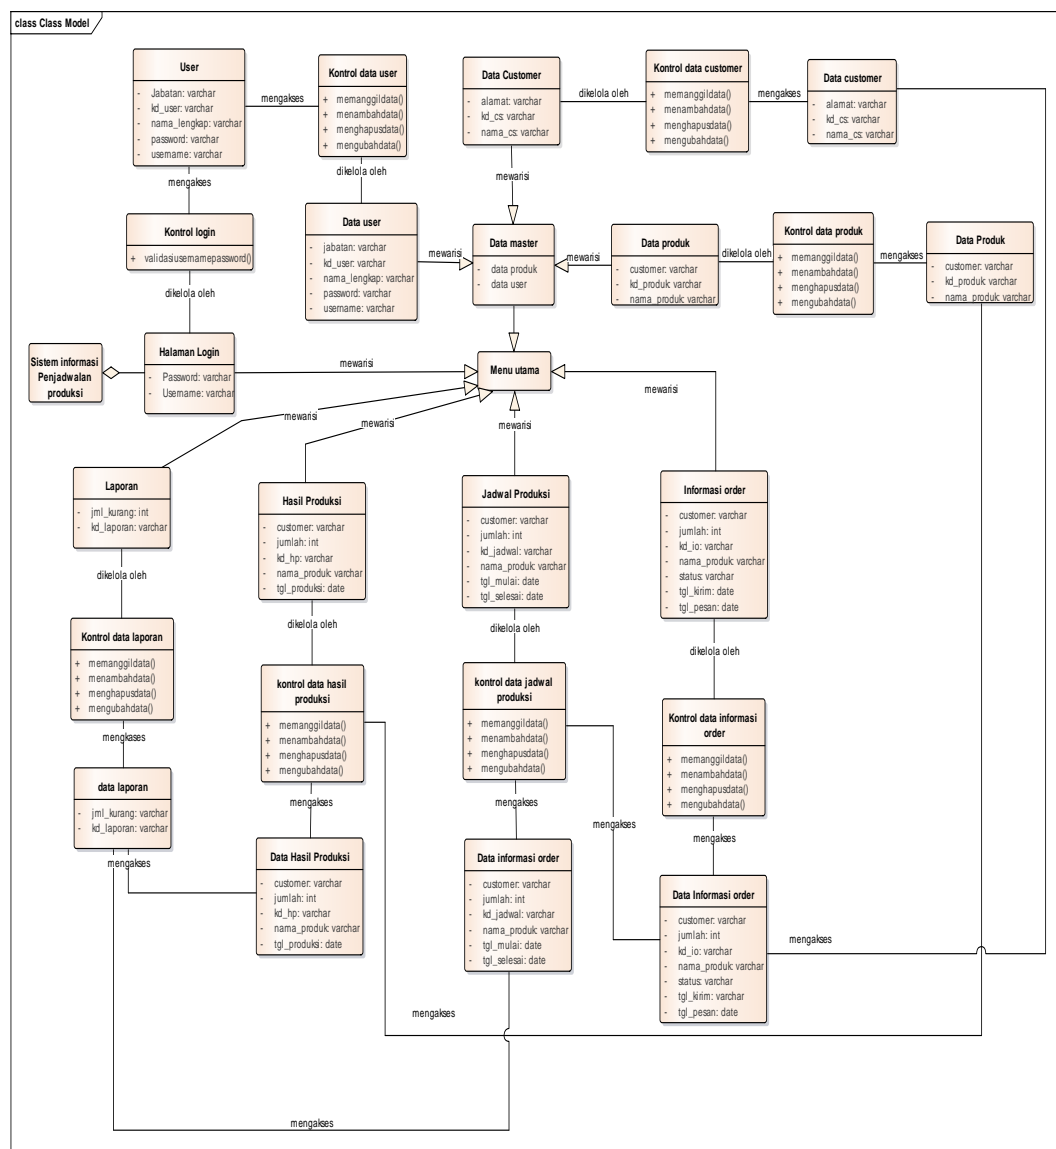 class Class Model
User
- Jabatan: varchar
- kd_user: varchar
- nama_lengkap: varchar
- password: varchar
- username: varchar
mengakses
Kontrol data user
+ memanggildata()
+ menambahdata()
+ menghapusdata()
+ mengubahdata()
Data Customer
- alamat: varchar
- kd_cs: varchar
- nama_cs: varchar
dikelola oleh
Kontrol data customer
+ memanggildata()
+ menambahdata()
+ menghapusdata()
+ mengubahdata()
mengakses
Data customer
- alamat: varchar
- kd_cs: varchar
- nama_cs: varchar
mengakses
dikelola oleh
mewarisi
Kontrol login
+ validasiusernamepassword()
Data user
- jabatan: varchar
- kd_user: varchar
- nama_lengkap: varchar
- password: varchar
- username: varchar
mewarisi
Data master
- data produk
- data user
mewarisi
Data produk
- customer: varchar
- kd_produk: varchar
- nama_produk: varchar
dikelola oleh
Kontrol data produk
+ memanggildata()
+ menambahdata()
+ menghapusdata()
+ mengubahdata()
mengakses
Data Produk
- customer: varchar
- kd_produk: varchar
- nama_produk: varchar
dikelola oleh
Sistem informasi
Penjadwalan
produksi
Halaman Login
- Password: varchar
- Username: varchar
mewarisi
Menu utama
mewarisi
mewarisi
mewarisi
mewarisi
Laporan
- jml_kurang: int
- kd_laporan: varchar
Hasil Produksi
- customer: varchar
- jumlah: int
- kd_hp: varchar
- nama_produk: varchar
- tgl_produksi: date
Jadwal Produksi
- customer: varchar
- jumlah: int
- kd_jadwal: varchar
- nama_produk: varchar
- tgl_mulai: date
- tgl_selesai: date
Informasi order
- customer: varchar
- jumlah: int
- kd_io: varchar
- nama_produk: varchar
- status: varchar
- tgl_kirim: date
- tgl_pesan: date
dikelola oleh
dikelola oleh
dikelola oleh
dikelola oleh
Kontrol data laporan
+ memanggildata()
+ menambahdata()
+ menghapusdata()
+ mengubahdata()
kontrol data hasil
produksi
+ memanggildata()
+ menambahdata()
+ menghapusdata()
+ mengubahdata()
kontrol data jadwal
produksi
+ memanggildata()
+ menambahdata()
+ menghapusdata()
+ mengubahdata()
Kontrol data informasi
order
+ memanggildata()
+ menambahdata()
+ menghapusdata()
+ mengubahdata()
mengkases
mengakses
mengakses
mengakses
mengakses
data laporan
- jml_kurang: varchar
- kd_laporan: varchar
mengakses
Data Hasil Produksi
- customer: varchar
- jumlah: int
- kd_hp: varchar
- nama_produk: varchar
- tgl_produksi: date
Data informasi order
- customer: varchar
- jumlah: int
- kd_jadwal: varchar
- nama_produk: varchar
- tgl_mulai: date
- tgl_selesai: date
Data Informasi order
- customer: varchar
- jumlah: int
- kd_io: varchar
- nama_produk: varchar
- status: varchar
- tgl_kirim: varchar
- tgl_pesan: date
mengakses
mengakses
mengakses